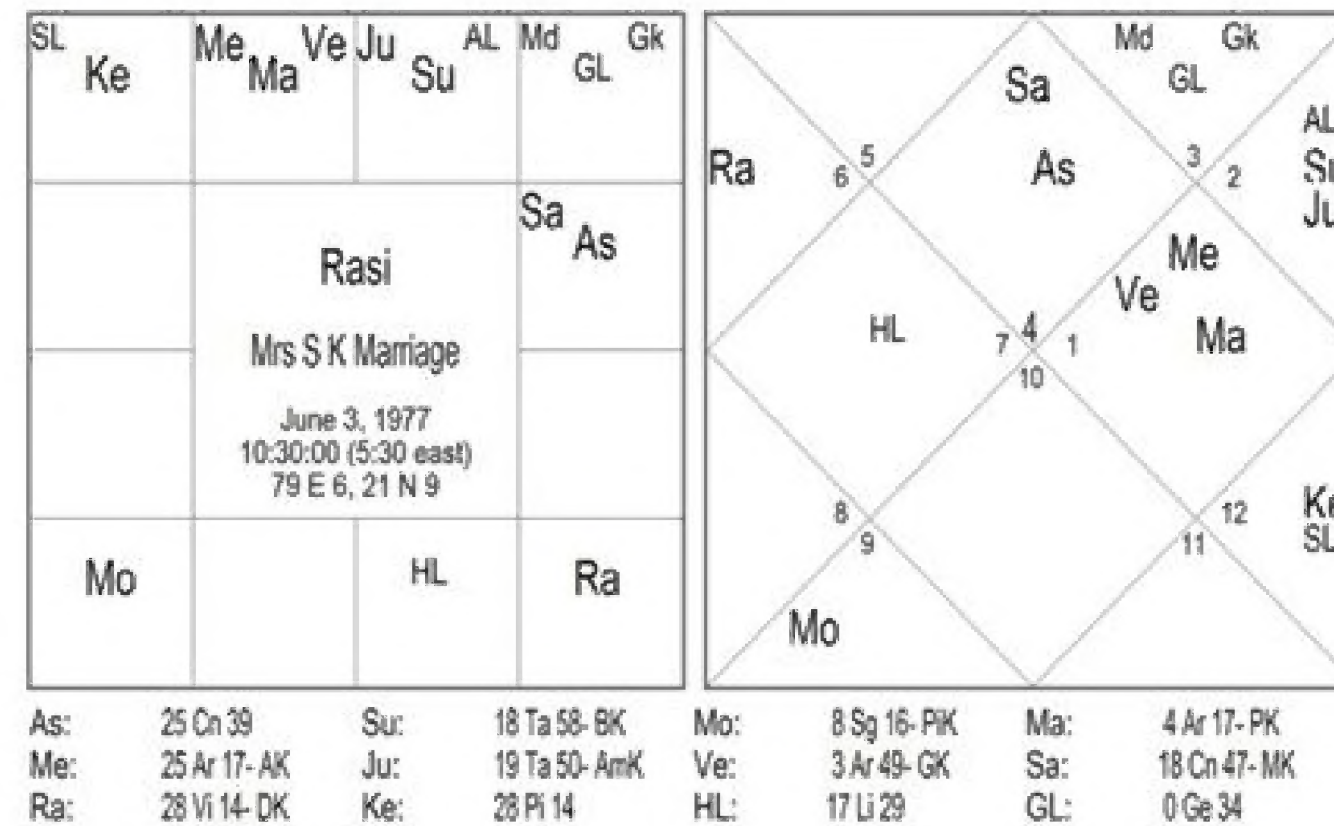 SL Ke Me Ma Ve Ju Su AL Md GL Gk
Sa As
Rasi
Mrs S K Marriage
June 3, 1977
10:30:00 (5:30 east)
79 E 6, 21 N 9
Mo HL Ra
Md Gk
GL
Sa
AL
Ra 6 5 As 3 2
Me
Ve
Ma
HL 7 4 1
10
8 12
9 11
SL
Mo
As: 25 Cn 39 Su: 18 Ta 58- BK Mo: 8 Sg 16- PiK Ma: 4 Ar 17- PK
Me: 25 Ar 17- AK Ju: 19 Ta 50- AmK Ve: 3 Ar 49- GK Sa: 18 Cn 47- MK
Ra: 28 Vi 14- DK Ke: 28 Pi 14 HL: 17 Li 29 GL: 0 Ge 34